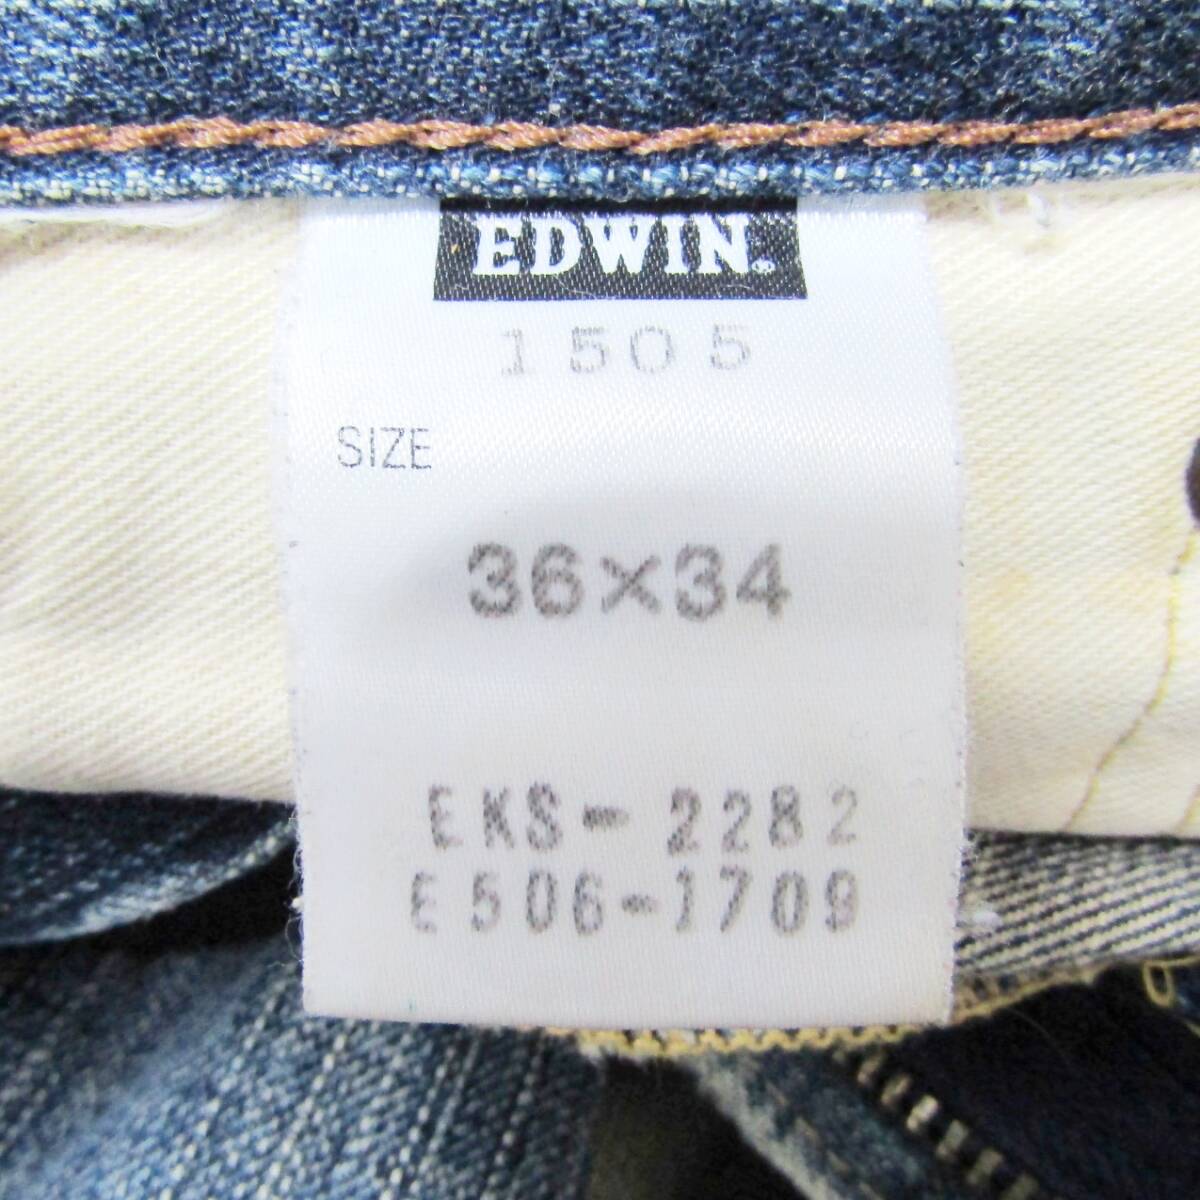 EDWIN®
1505
SIZE
36×34
EKS-2282
E506-1709